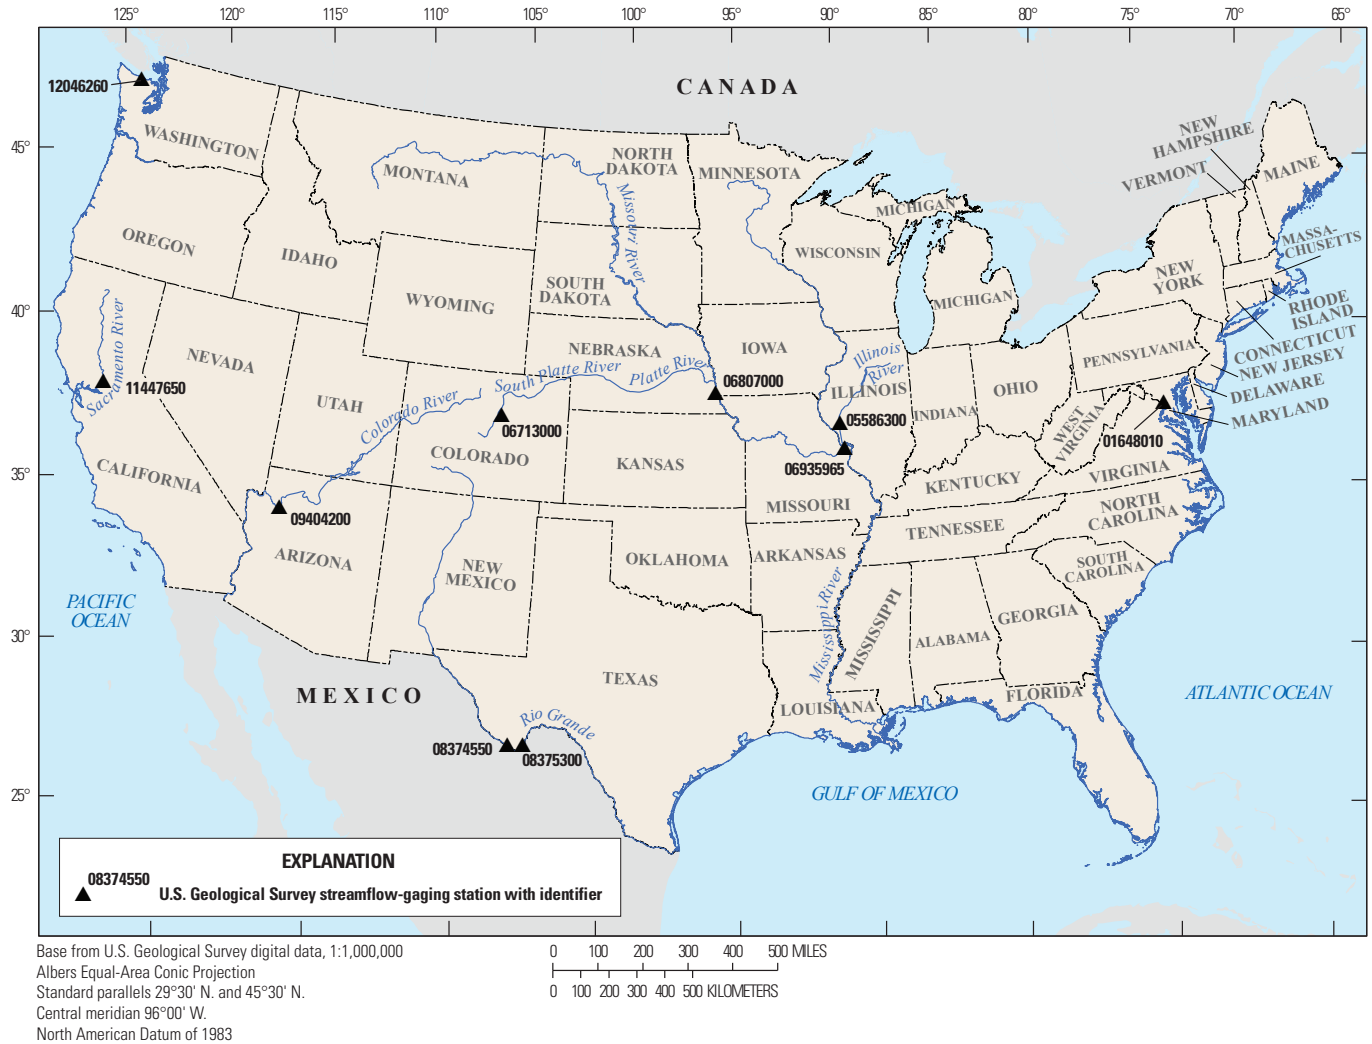 125° 120° 115° 110° 105° 100° 95° 90° 85° 80° 75° 70° 65°
45°
40°
35°
30°
25°
CANADA
MEXICO
PACIFIC
OCEAN
ATLANTIC OCEAN
GULF OF MEXICO
12046260
WASHINGTON
OREGON
IDAHO
MONTANA
NORTH
DAKOTA
MINNESOTA
Missouri River
SOUTH
DAKOTA
WYOMING
WISCONSIN
MICHIGAN
MICHIGAN
NEW
HAMPSHIRE
VERMONT
MAINE
MASSA-
CHUSETTS
NEW
YORK
RHODE
ISLAND
CONNECTICUT
NEW JERSEY
DELAWARE
MARYLAND
PENNSYLVANIA
Sacramento River
11447650
NEVADA
UTAH
CALIFORNIA
Colorado River
06713000
COLORADO
NEBRASKA
South Platte River
Platte River
06807000
IOWA
Illinois
River
ILLINOIS
05586300
06935965
INDIANA
OHIO
WEST
VIRGINIA
01648010
VIRGINIA
KENTUCKY
KANSAS
MISSOURI
09404200
ARIZONA
NEW
MEXICO
OKLAHOMA
ARKANSAS
TENNESSEE
NORTH
CAROLINA
SOUTH
CAROLINA
GEORGIA
ALABAMA
MISSISSIPPI
Mississippi River
LOUISIANA
FLORIDA
TEXAS
Rio Grande
08374550
08375300
EXPLANATION
08374550
U.S. Geological Survey streamflow-gaging station with identifier
Base from U.S. Geological Survey digital data, 1:1,000,000
Albers Equal-Area Conic Projection
Standard parallels 29°30' N. and 45°30' N.
Central meridian 96°00' W.
North American Datum of 1983
0 100 200 300 400 500 MILES
0 100 200 300 400 500 KILOMETERS